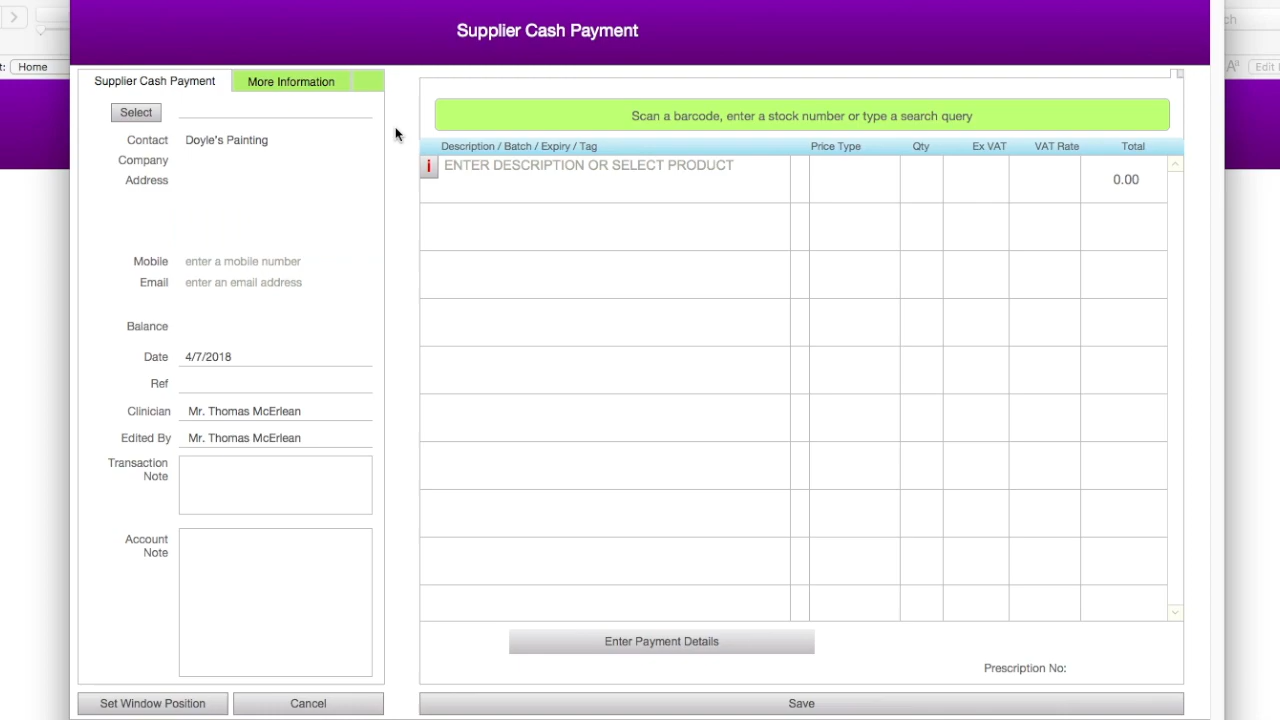 Supplier Cash Payment
t: Home
ch
Edit
Supplier Cash Payment
More Information
Select
Contact Doyle's Painting
Company
Address
Mobile enter a mobile number
Email enter an email address
Balance
Date 4/7/2018
Ref
Clinician Mr. Thomas McErlean
Edited By Mr. Thomas McErlean
Transaction
Note
Account
Note
Set Window Position
Cancel
Scan a barcode, enter a stock number or type a search query
Description / Batch / Expiry / Tag Price Type Qty Ex VAT VAT Rate Total
i ENTER DESCRIPTION OR SELECT PRODUCT
0.00
Enter Payment Details
Prescription No:
Save